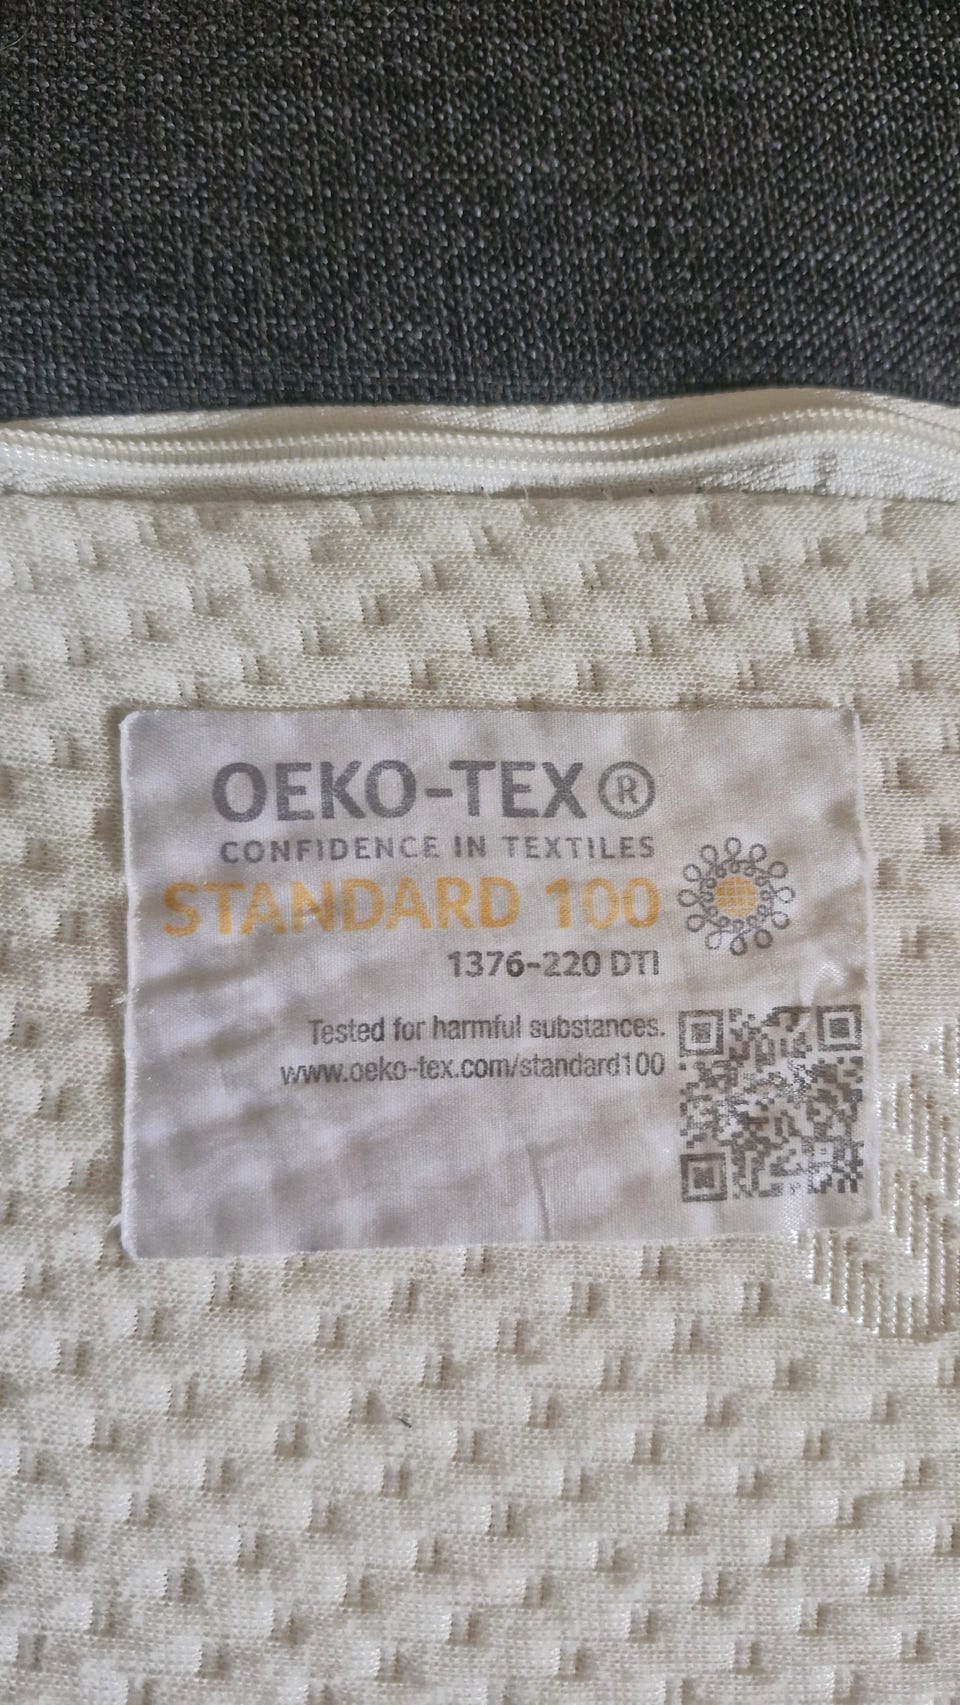 OEKO-TEX®
CONFIDENCE IN TEXTILES
STANDARD 100
1376-220 DTI
Tested for harmful substances.
www.oeko-tex.com/standard100